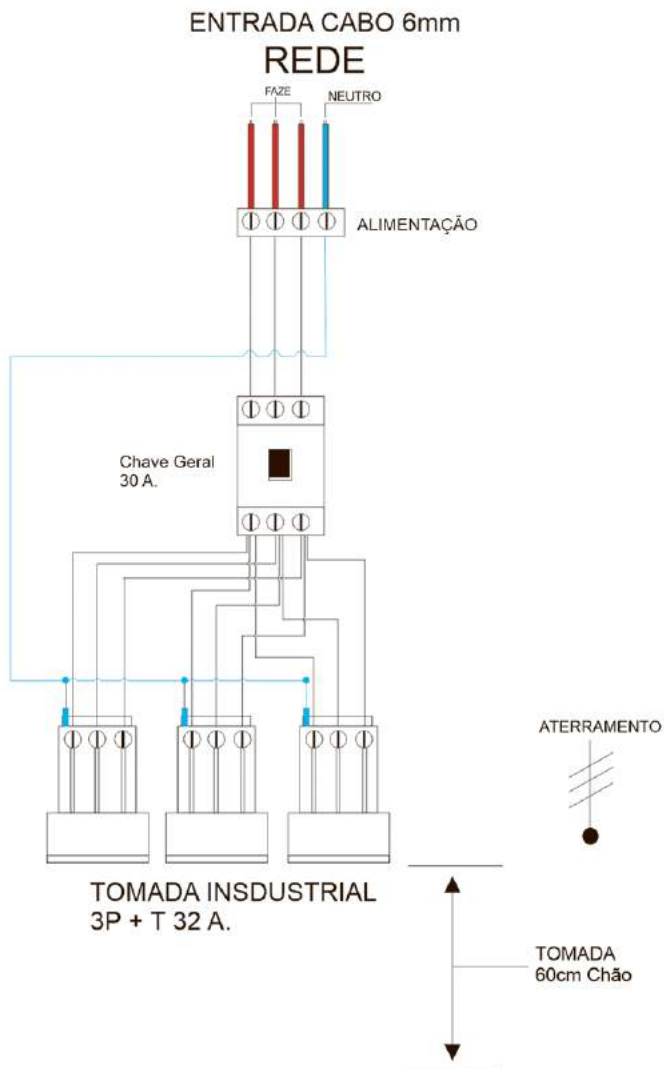 ENTRADA CABO 6mm
REDE
FAZE
NEUTRO
ALIMENTAÇÃO
Chave Geral
30 A.
ATERRAMENTO
TOMADA INSDUSTRIAL
3P + T 32 A.
TOMADA
60cm Chão